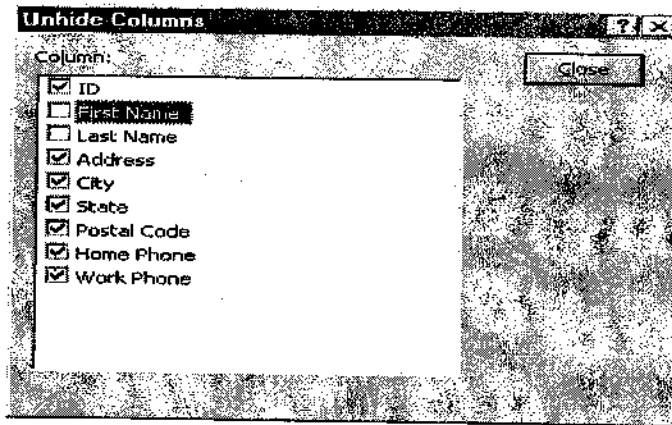 Unhide Columns
Column:
Close
ID
First Name
Last Name
Address
City
State
Postal Code
Home Phone
Work Phone